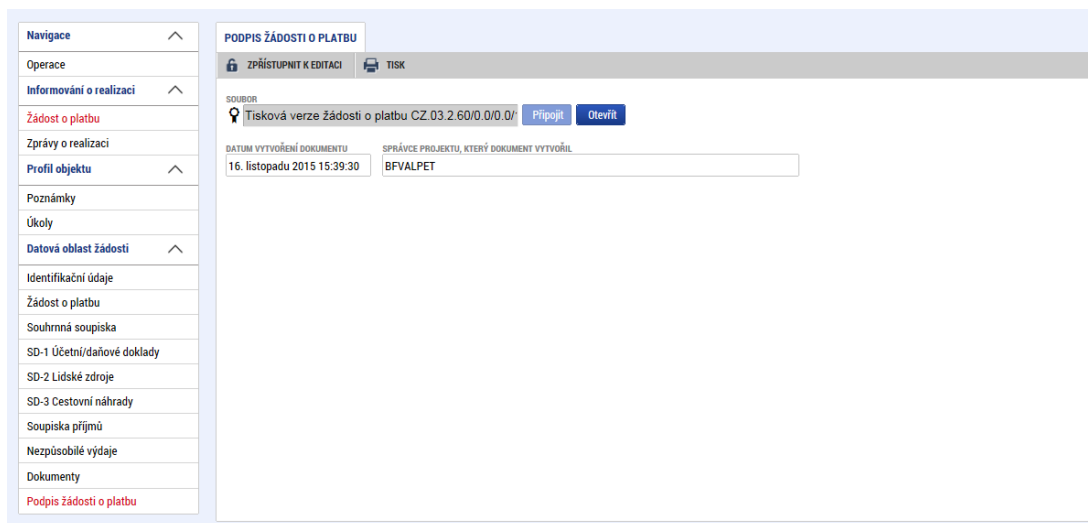 Navigace
Operace
Informování o realizaci
Žádost o platbu
Zprávy o realizaci
Profil objektu
Poznámky
Úkoly
Datová oblast žádosti
Identifikační údaje
Žádost o platbu
Souhrnná soupiska
SD-1 Účetní/daňové doklady
SD-2 Lidské zdroje
SD-3 Cestovní náhrady
Soupiska příjmů
Nezpůsobilé výdaje
Dokumenty
Podpis žádosti o platbu
PODPIS ŽÁDOSTI O PLATBU
ZPŘÍSTUPNIT K EDITACI TISK
SOUBOR
Tisková verze žádosti o platbu CZ.03.2.60/0.0/0.0/ Připojit Otevřít
DATUM VYTVOŘENÍ DOKUMENTU SPRÁVCE PROJEKTU, KTERÝ DOKUMENT VYTVOŘIL
16. listopadu 2015 15:39:30 BFVALPET